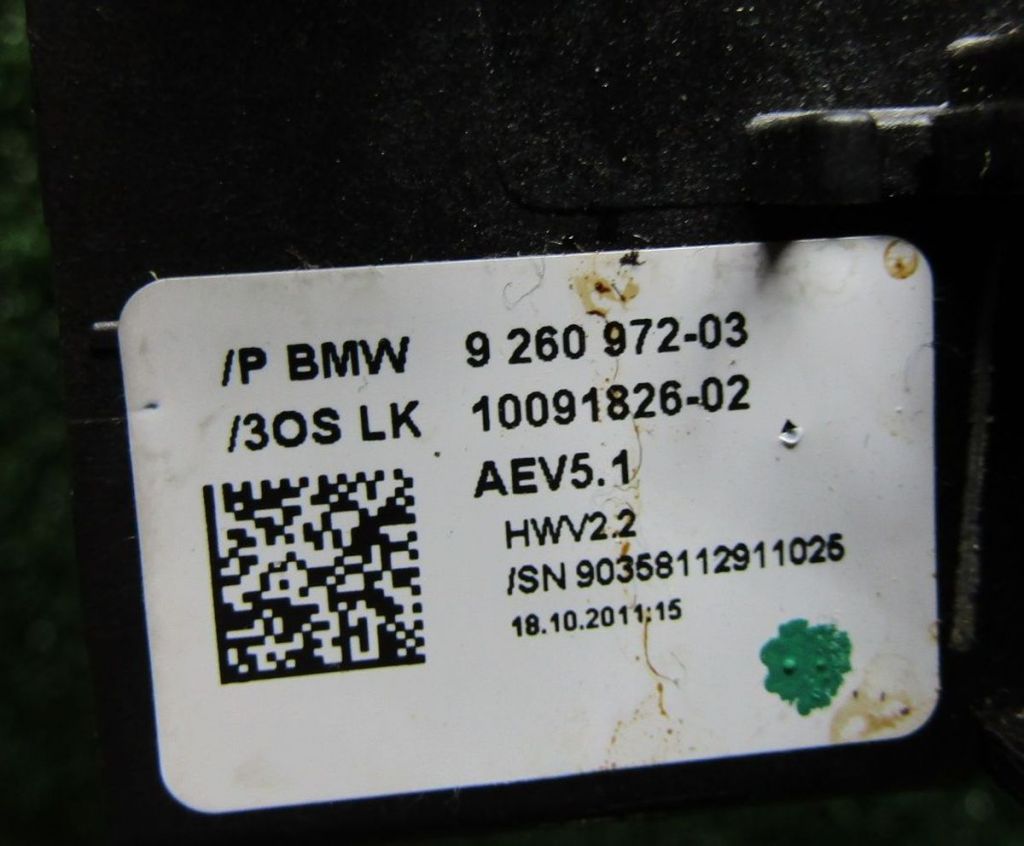 /P BMW 9 260 972-03
/3OS LK 10091826-02
AEV5.1
HWV2.2
/SN 90358112911025
18.10.2011:15